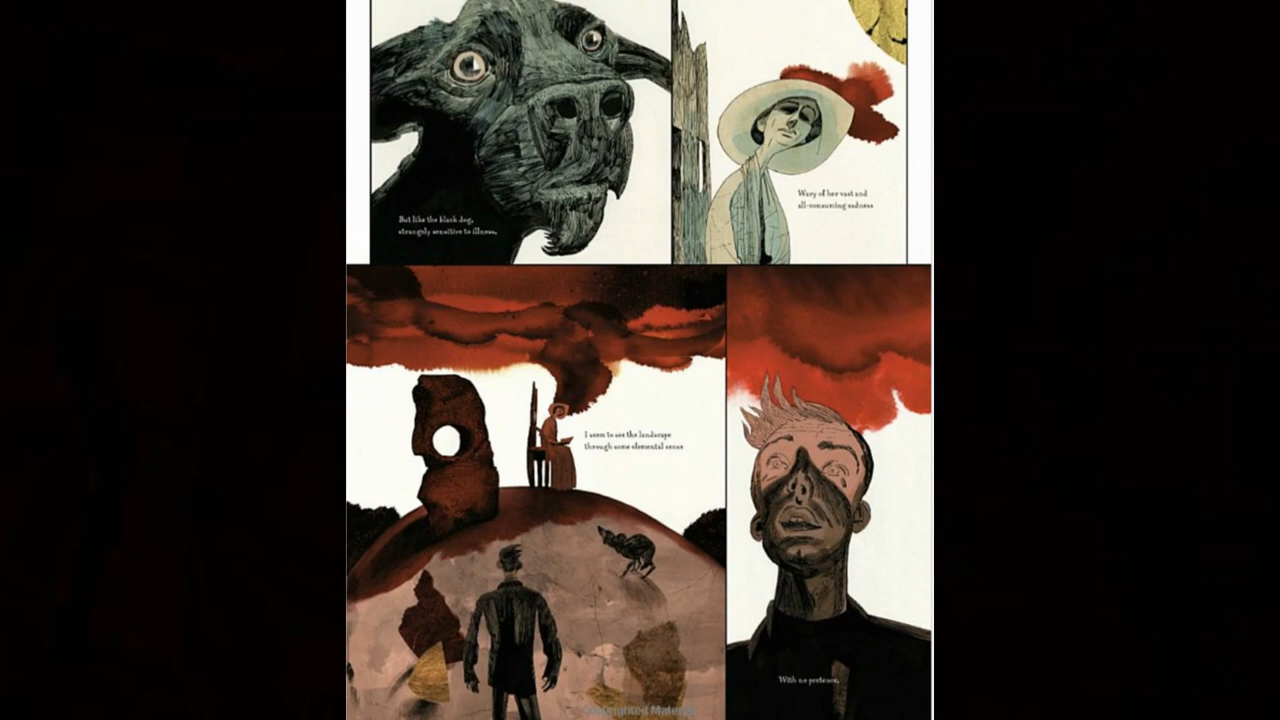 But like the black dog,
strangely sensitive to illness,
Wary of her vast and
all-consuming sadness
I seem to see the landscape
through some elemental sense
With no pretence,
Copyrighted Material